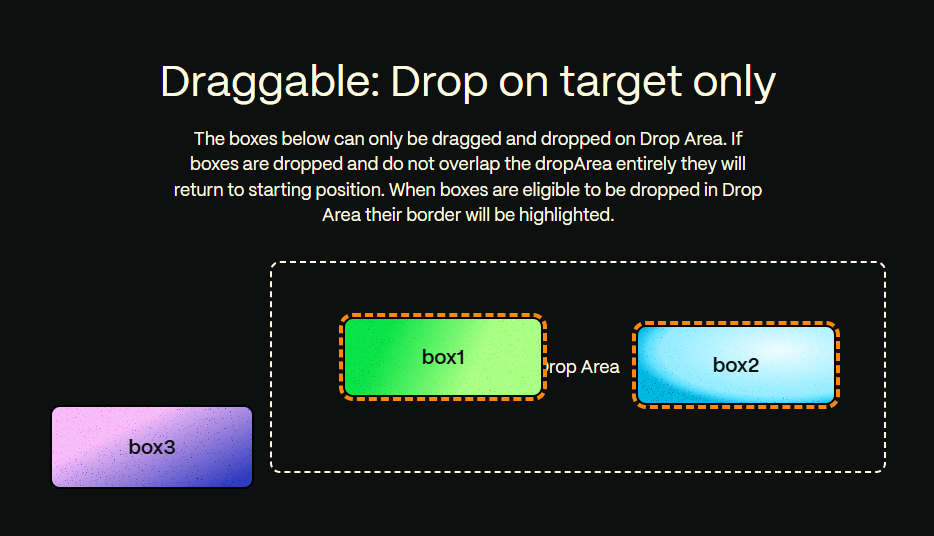 Draggable: Drop on target only
The boxes below can only be dragged and dropped on Drop Area. If
boxes are dropped and do not overlap the dropArea entirely they will
return to starting position. When boxes are eligible to be dropped in Drop
Area their border will be highlighted.
box1
Drop Area
box2
box3